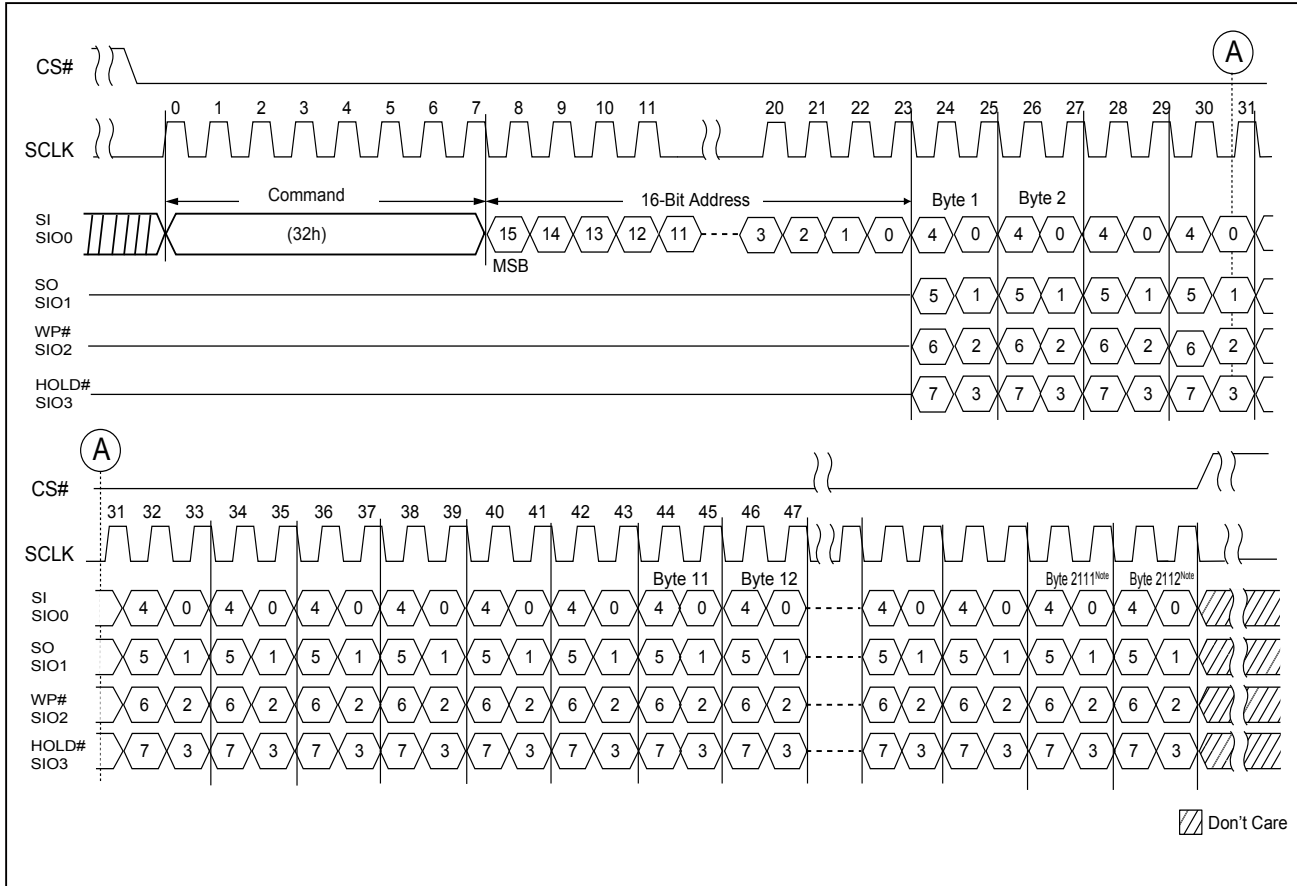 A
CS#
0 1 2 3 4 5 6 7 8 9 10 11 20 21 22 23 24 25 26 27 28 29 30 31
SCLK
Command 16-Bit Address Byte 1 Byte 2
SI
SIO0
(32h) 15 14 13 12 11 3 2 1 0 4 0 4 0 4 0 4 0
MSB
SO
SIO1
5 1 5 1 5 1 5 1
WP#
SIO2
6 2 6 2 6 2 6 2
HOLD#
SIO3
7 3 7 3 7 3 7 3
A
CS#
31 32 33 34 35 36 37 38 39 40 41 42 43 44 45 46 47
SCLK
Byte 11 Byte 12 Byte 2111Note Byte 2112Note
SI
SIO0
4 0 4 0 4 0 4 0 4 0 4 0 4 0 4 0 4 0 4 0 4 0 4 0
SO
SIO1
5 1 5 1 5 1 5 1 5 1 5 1 5 1 5 1 5 1 5 1 5 1 5 1
WP#
SIO2
6 2 6 2 6 2 6 2 6 2 6 2 6 2 6 2 6 2 6 2 6 2 6 2
HOLD#
SIO3
7 3 7 3 7 3 7 3 7 3 7 3 7 3 7 3 7 3 7 3 7 3 7 3
Don't Care